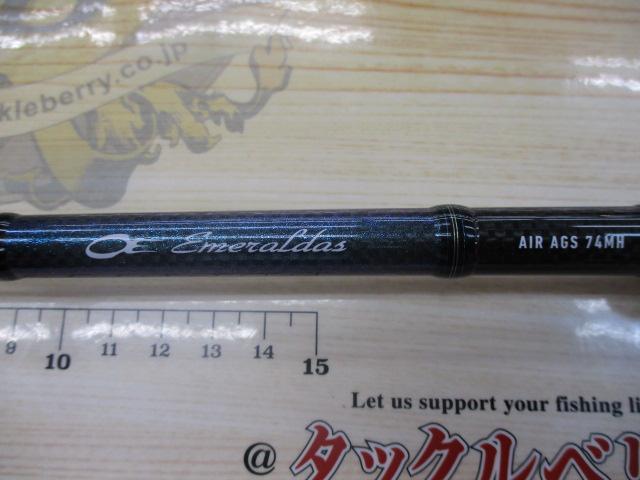 kleberry.co.jp
Emeraldas
AIR AGS 74MH
9 10 11 12 13 14 15
Let us support your fishing li
@ タックルベリ